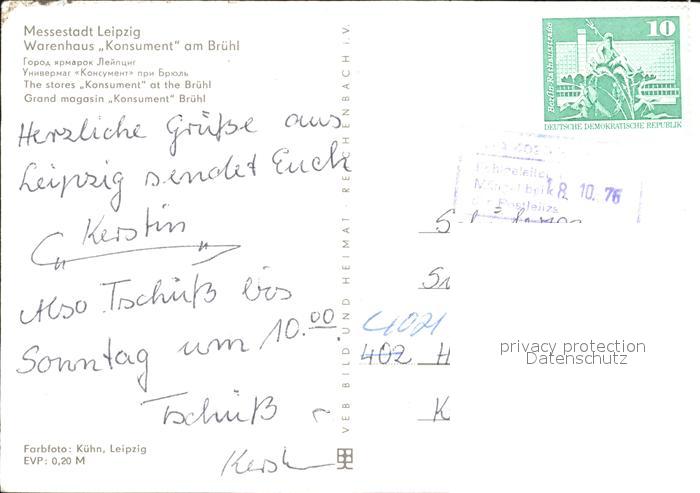 Messestadt Leipzig
Warenhaus „Konsument“ am Brühl
Город ярмарок Лейпциг
Универмаг «Консумент» при Брюль
The stores „Konsument“ at the Brühl
Grand magasin „Konsument“ Brühl
Herzliche Grüße aus
Leipzig sendet Euch
„Kerstin“
Also Tschüß bis
Sonntag um 10.00
Tschüß
Farbfoto: Kühn, Leipzig
EVP: 0,20 M
VEB BILD UND HEIMAT · REICHENBACH i. V.
Berlin, Rathausstraße
10
DEUTSCHE DEMOKRATISCHE REPUBLIK
18. 10. 76
4021
402 H
K
privacy protection
Datenschutz